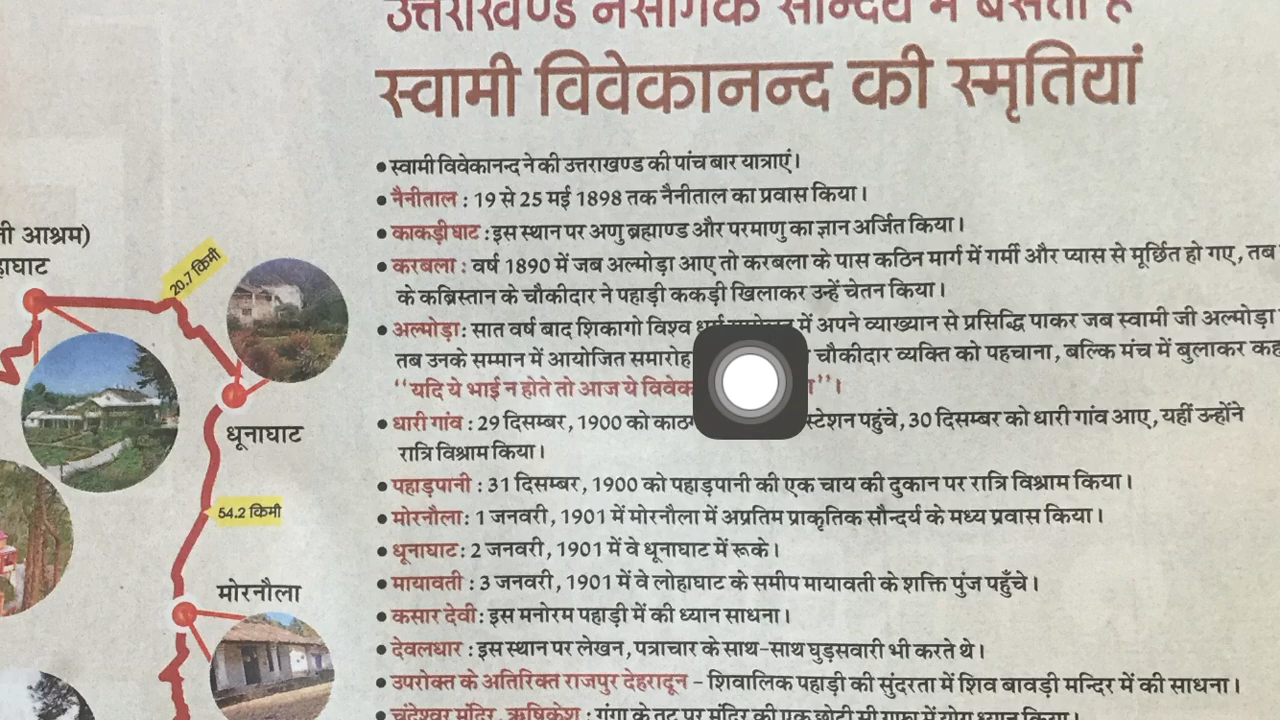 उत्तराखण्ड नैसर्गिक सौन्दर्य में बसती है
स्वामी विवेकानन्द की स्मृतियां
• स्वामी विवेकानन्द ने की उत्तराखण्ड की पांच बार यात्राएं।
• नैनीताल : 19 से 25 मई 1898 तक नैनीताल का प्रवास किया।
• काकड़ीघाट : इस स्थान पर अणु ब्रह्माण्ड और परमाणु का ज्ञान अर्जित किया।
• करबला : वर्ष 1890 में जब अल्मोड़ा आए तो करबला के पास कठिन मार्ग में गर्मी और प्यास से मूर्छित हो गए, तब
के कब्रिस्तान के चौकीदार ने पहाड़ी ककड़ी खिलाकर उन्हें चेतन किया।
• अल्मोड़ा: सात वर्ष बाद शिकागो विश्व में अपने व्याख्यान से प्रसिद्धि पाकर जब स्वामी जी अल्मोड़ा
तब उनके सम्मान में आयोजित समारोह चौकीदार व्यक्ति को पहचाना, बल्कि मंच में बुलाकर
‘‘यदि ये भाई न होते तो आज ये ’’।
• धारी गांव : 29 दिसम्बर, 1900 को स्टेशन पहुंचे, 30 दिसम्बर को धारी गांव आए, यहीं उन्होंने
रात्रि विश्राम किया।
• पहाड़पानी : 31 दिसम्बर, 1900 को पहाड़पानी की एक चाय की दुकान पर रात्रि विश्राम किया।
• मोरनौला: 1 जनवरी, 1901 में मोरनौला में अप्रतिम प्राकृतिक सौन्दर्य के मध्य प्रवास किया।
• धूनाघाट: 2 जनवरी, 1901 में वे धूनाघाट में रूके।
• मायावती : 3 जनवरी, 1901 में वे लोहाघाट के समीप मायावती के शक्ति पुंज पहुँचे।
• कसार देवी: इस मनोरम पहाड़ी में की ध्यान साधना।
• देवलधार : इस स्थान पर लेखन, पत्राचार के साथ-साथ घुड़सवारी भी करते थे।
• उपरोक्त के अतिरिक्त राजपुर देहरादून – शिवालिक पहाड़ी की सुंदरता में शिव बावड़ी मन्दिर में की साधना।
• चंदेश्वर मंदिर, ऋषिकेश : गंगा के तट पर मंदिर की एक छोटी सी गुफा में योग ध्यान किया।
आश्रम)
20.7 किमी
धूनाघाट
54.2 किमी
मोरनौला